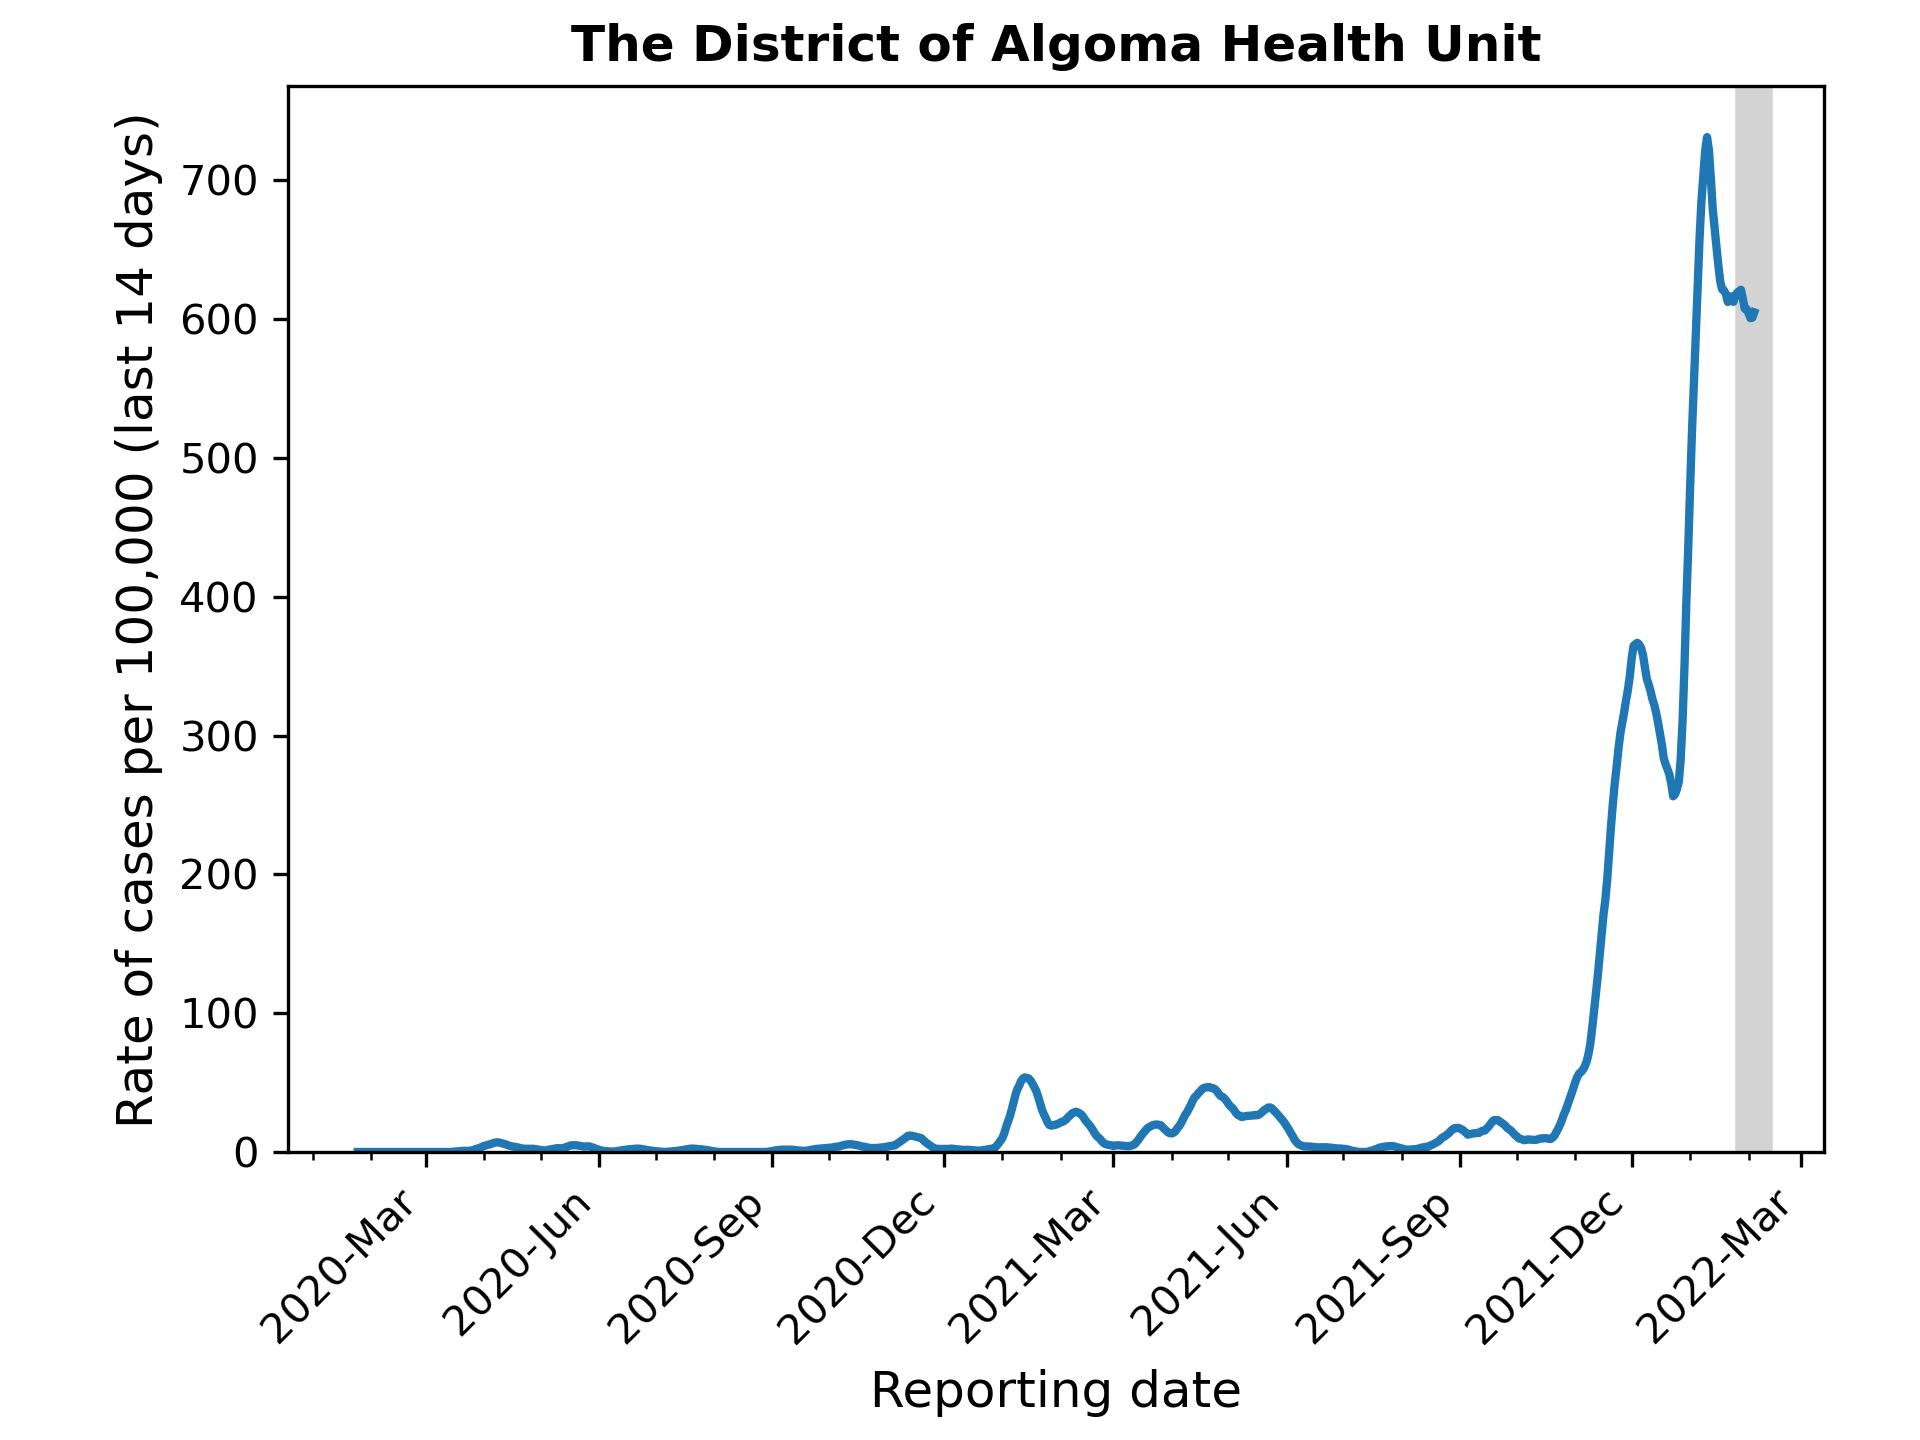 The District of Algoma Health Unit
Rate of cases per 100,000 (last 14 days)
700
600
500
400
300
200
100
0
2020-Mar
2020-Jun
2020-Sep
2020-Dec
2021-Mar
2021-Jun
2021-Sep
2021-Dec
2022-Mar
Reporting date